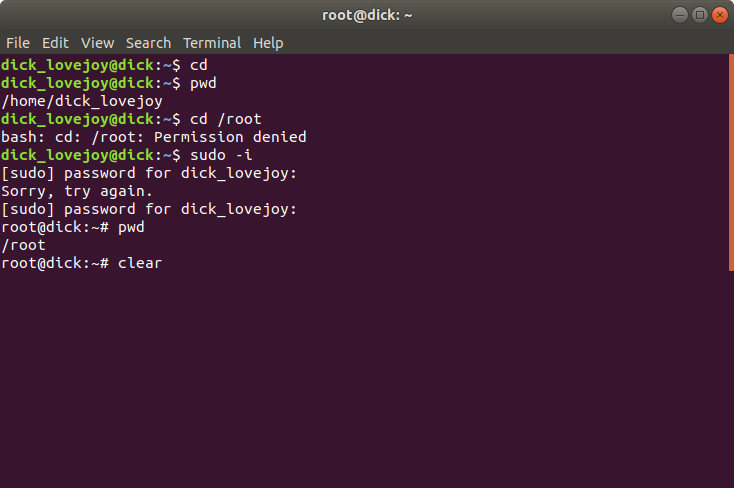 root@dick: ~
File Edit View Search Terminal Help
dick_lovejoy@dick:~$ cd
dick_lovejoy@dick:~$ pwd
/home/dick_lovejoy
dick_lovejoy@dick:~$ cd /root
bash: cd: /root: Permission denied
dick_lovejoy@dick:~$ sudo -i
[sudo] password for dick_lovejoy:
Sorry, try again.
[sudo] password for dick_lovejoy:
root@dick:~# pwd
/root
root@dick:~# clear